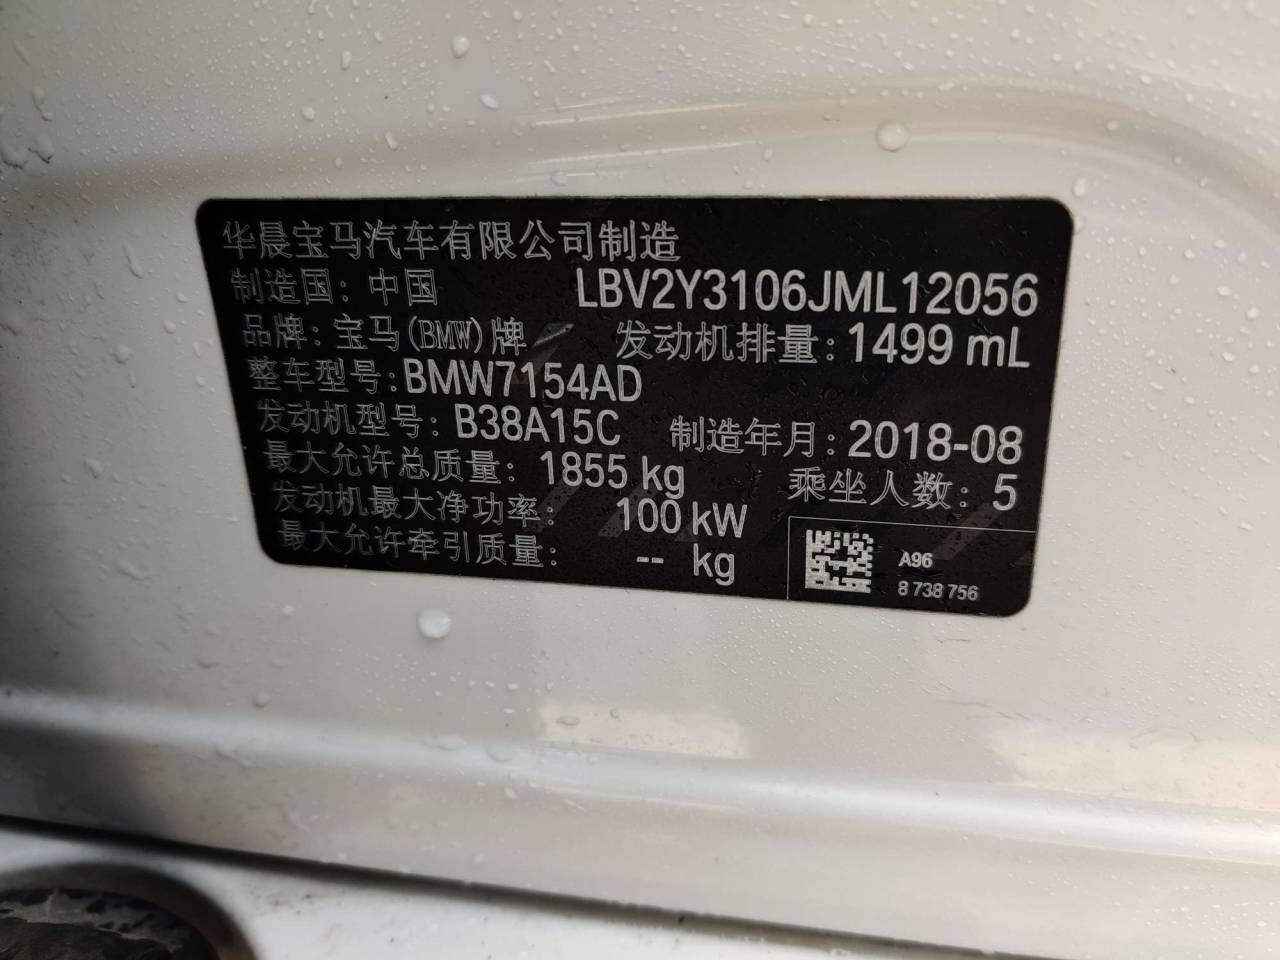 华晨宝马汽车有限公司制造
制造国：中国 LBV2Y3106JML12056
品牌：宝马(BMW)牌 发动机排量：1499 mL
整车型号：BMW7154AD
发动机型号：B38A15C 制造年月：2018-08
最大允许总质量：1855 kg 乘坐人数：5
发动机最大净功率：100 kW
最大允许牵引质量：-- kg
A96
8 738 756